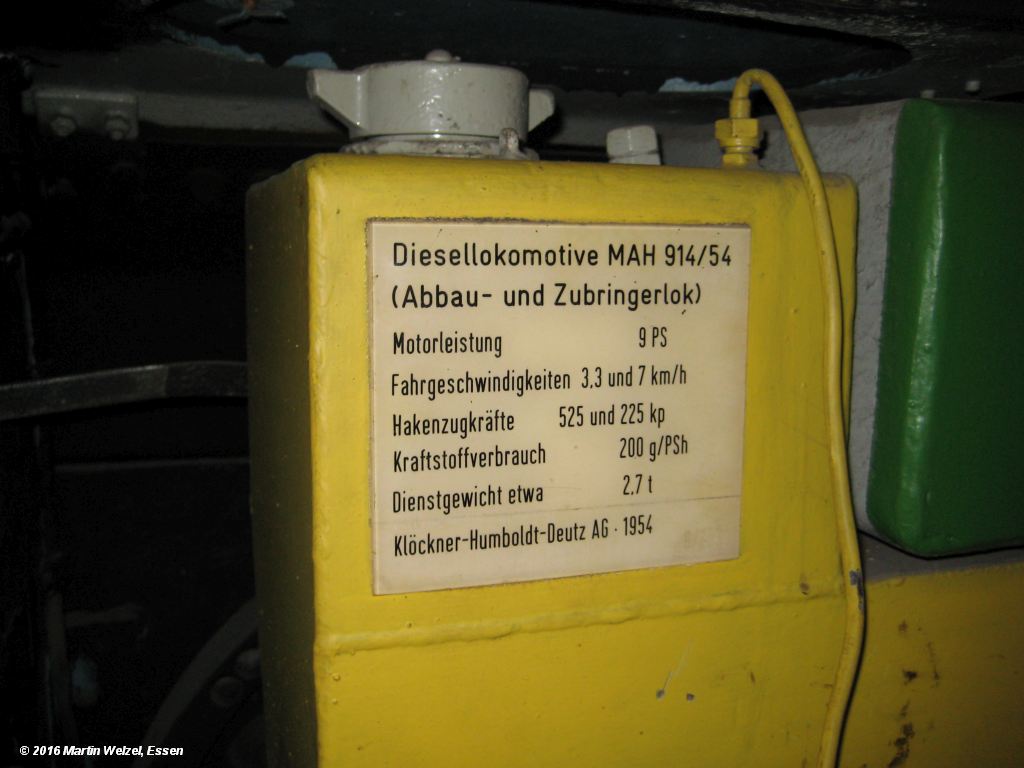 Diesellokomotive MAH 914/54
(Abbau- und Zubringerlok)
Motorleistung 9 PS
Fahrgeschwindigkeiten 3,3 und 7 km/h
Hakenzugkräfte 525 und 225 kp
Kraftstoffverbrauch 200 g/PSh
Dienstgewicht etwa 2,7 t
Klöckner-Humboldt-Deutz AG · 1954
© 2016 Martin Welzel, Essen